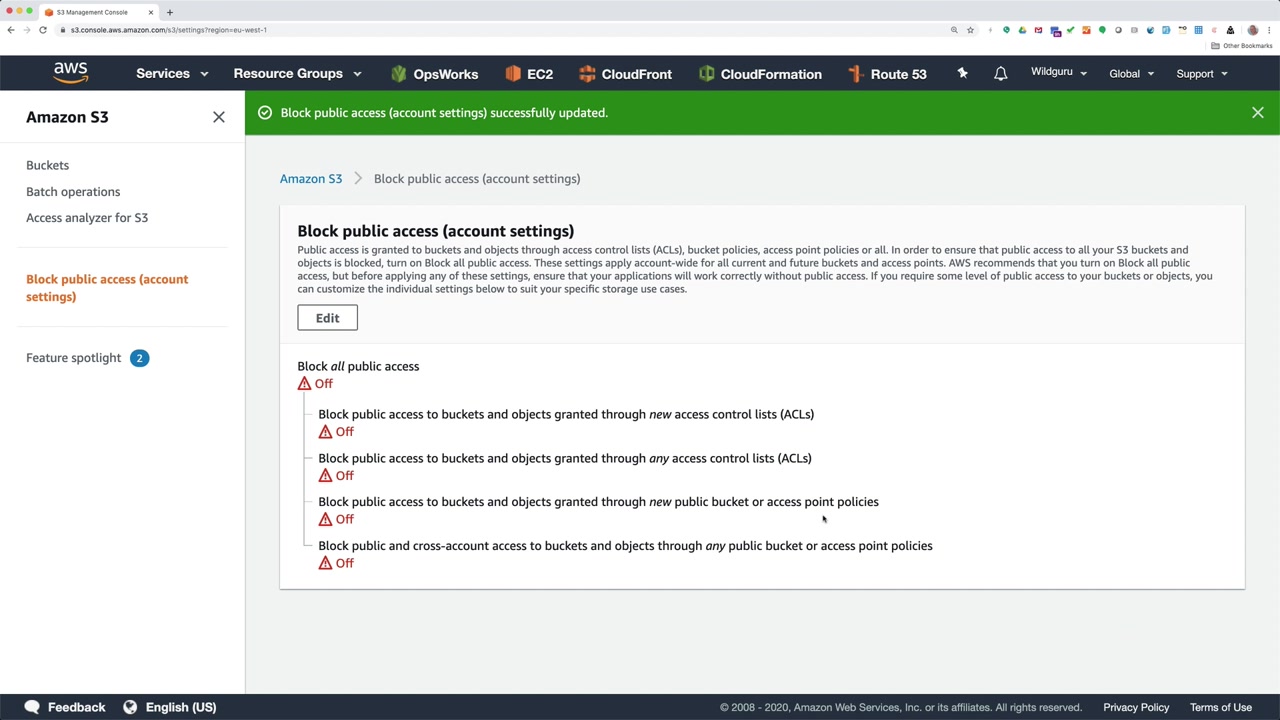 S3 Management Console
s3.console.aws.amazon.com/s3/settings?region=eu-west-1
Other Bookmarks
aws
Services
Resource Groups
OpsWorks
EC2
CloudFront
CloudFormation
Route 53
Wildguru
Global
Support
Amazon S3
Block public access (account settings) successfully updated.
Buckets
Batch operations
Access analyzer for S3
Block public access (account
settings)
Feature spotlight 2
Amazon S3 > Block public access (account settings)
Block public access (account settings)
Public access is granted to buckets and objects through access control lists (ACLs), bucket policies, access point policies or all. In order to ensure that public access to all your S3 buckets and
objects is blocked, turn on Block all public access. These settings apply account-wide for all current and future buckets and access points. AWS recommends that you turn on Block all public
access, but before applying any of these settings, ensure that your applications will work correctly without public access. If you require some level of public access to your buckets or objects, you
can customize the individual settings below to suit your specific storage use cases.
Edit
Block all public access
Off
Block public access to buckets and objects granted through new access control lists (ACLs)
Off
Block public access to buckets and objects granted through any access control lists (ACLs)
Off
Block public access to buckets and objects granted through new public bucket or access point policies
Off
Block public and cross-account access to buckets and objects through any public bucket or access point policies
Off
Feedback
English (US)
© 2008 - 2020, Amazon Web Services, Inc. or its affiliates. All rights reserved.
Privacy Policy
Terms of Use